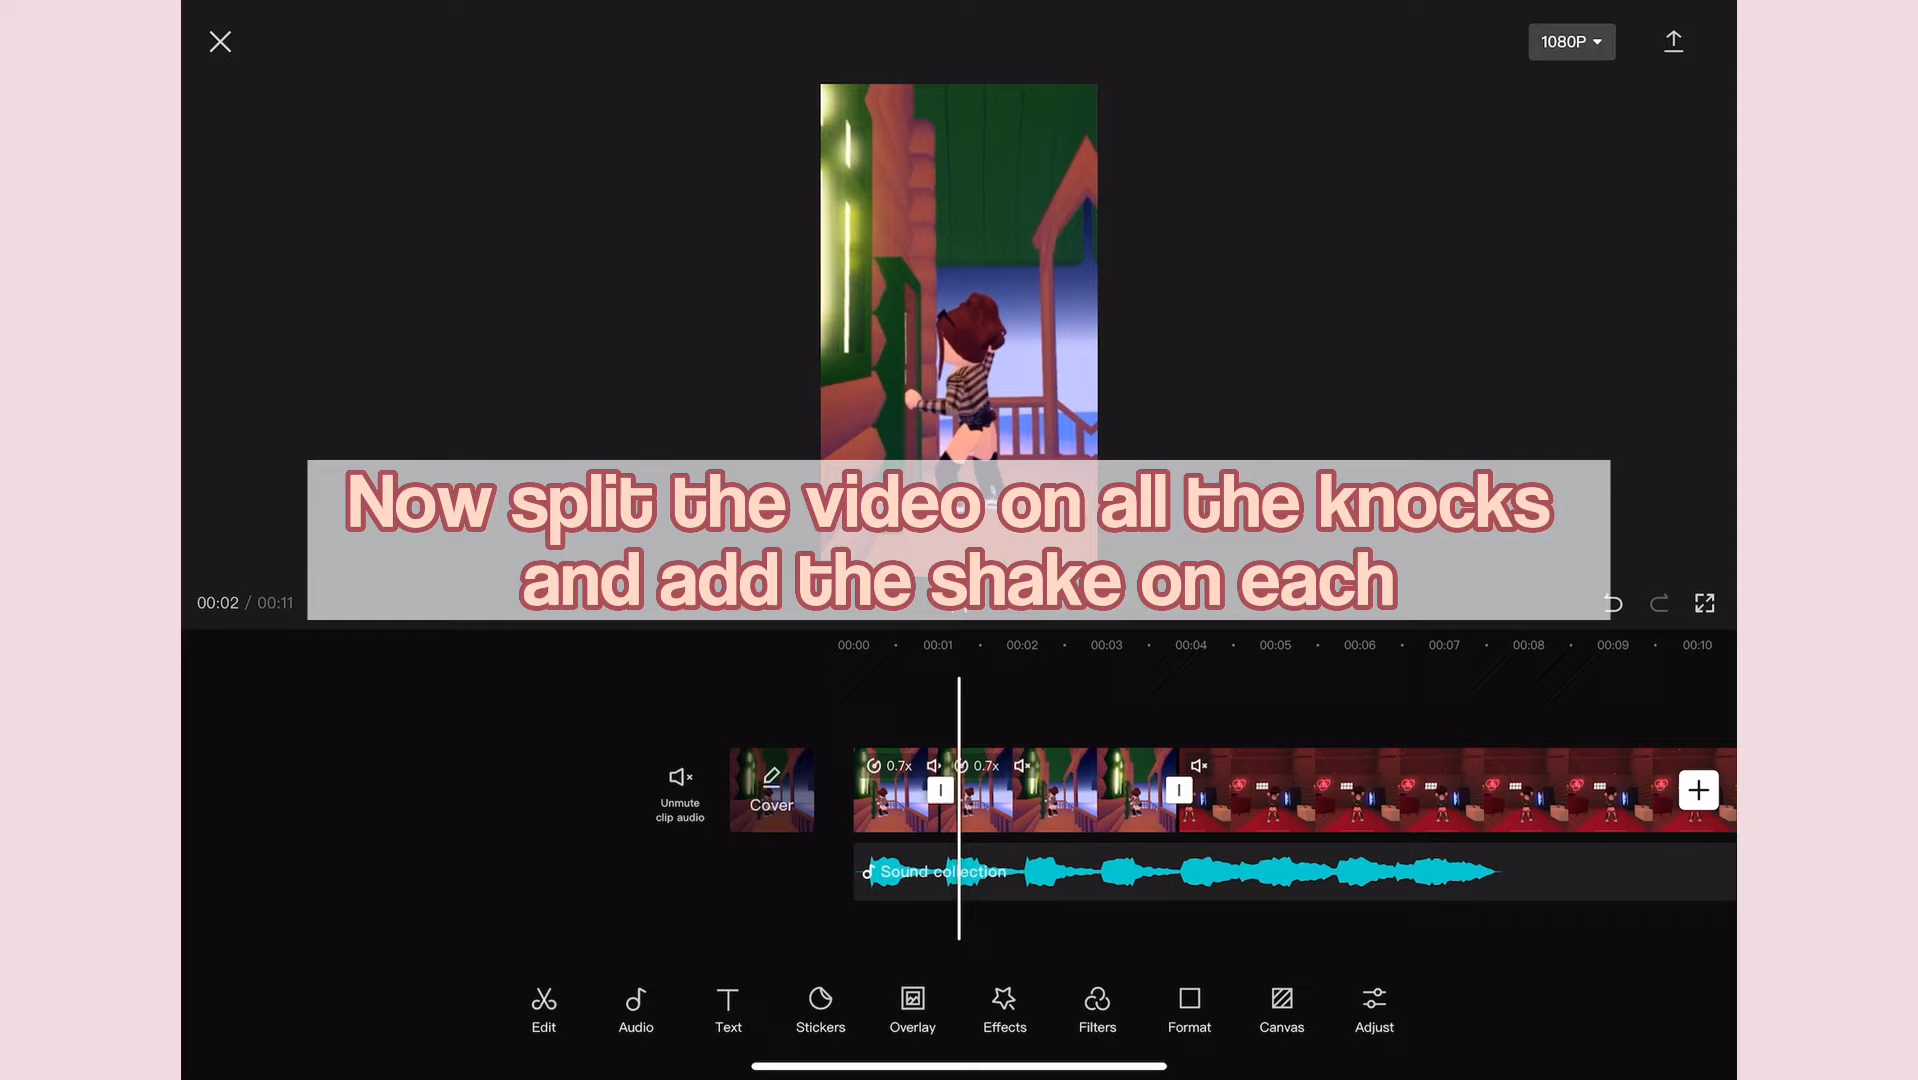 1080P
Now split the video on all the knocks
and add the shake on each
00:02 / 00:11
00:00 00:01 00:02 00:03 00:04 00:05 00:06 00:07 00:08 00:09 00:10
0.7x 0.7x
Unmute
clip audio
Cover
Sound collection
Edit Audio Text Stickers Overlay Effects Filters Format Canvas Adjust